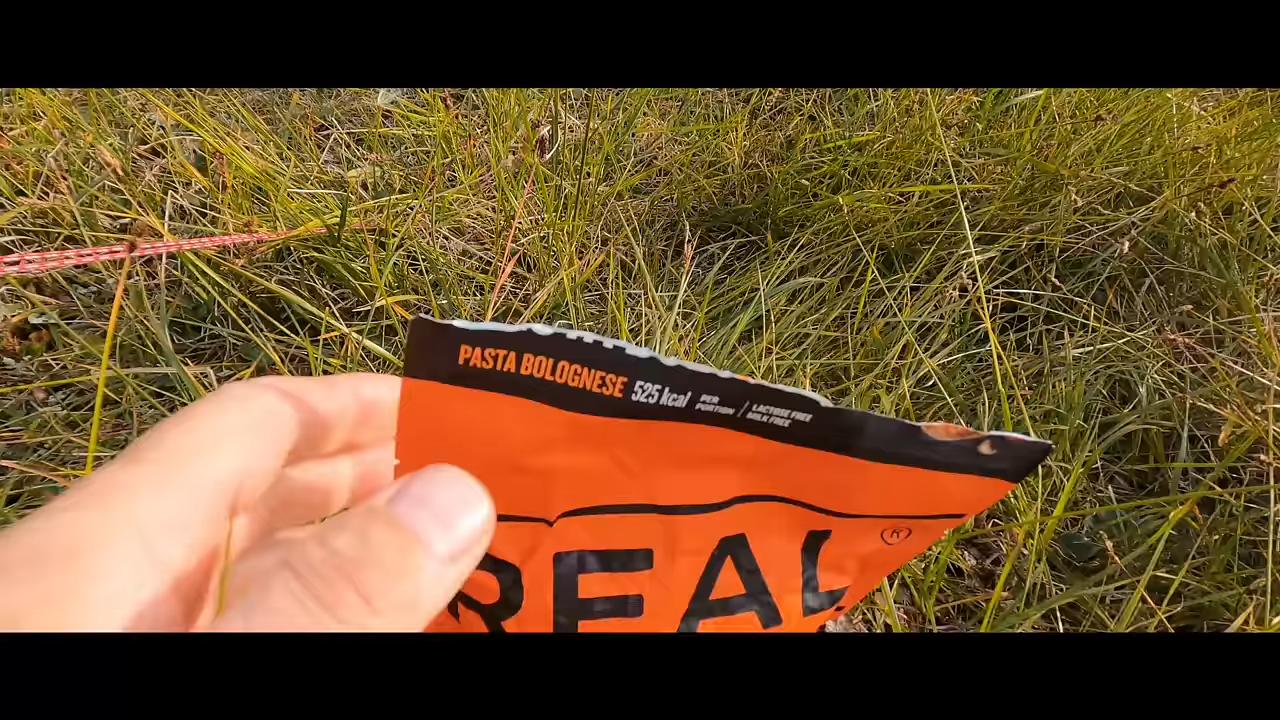 PASTA BOLOGNESE 525 kcal PER PORTION / LACTOSE FREE MILK FREE
REAL ®